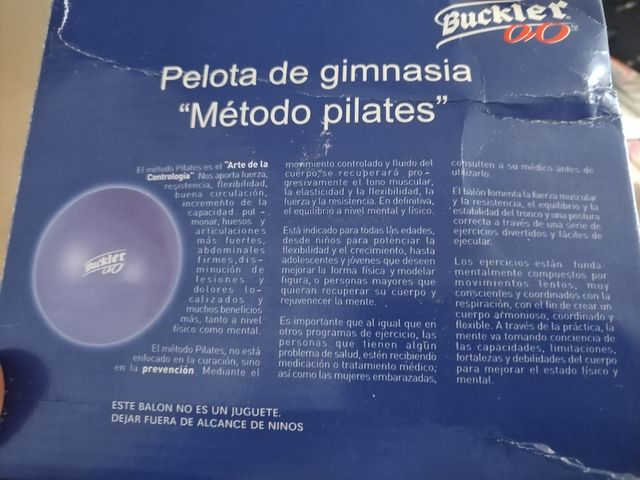 Buckler
0,0
Pelota de gimnasia
"Método pilates"
El método Pilates es el "Arte de la
Contrología" Nos aporta fuerza,
resistencia, flexibilidad,
buena circulación,
incremento de la
capacidad pul -
monar, huesos y
articulaciones
más fuertes,
abdominales
firmes,dis-
minución de
lesiones y
dolores lo-
calizados y
muchos beneficios
más, tanto a nivel
físico como mental.
El método Pilates, no está
enfocado en la curación, sino
en la prevención. Mediante el
movimiento controlado y fluido del
cuerpo,"se recuperará pro -
gresivamente el tono muscular,
la elasticidad y la flexibilidad, la
fuerza y la resistencia. En definitiva,
el equilibrio a nivel mental y físico.
Está indicado para todas lás edades,
desde niños para potenciar la
flexibilidad y el crecimiento, hasta
adolescentes y jóvenes que deseen
mejorar la forma física y modelar
figura, o personas mayores que
quieran recuperar su cuerpo y
rejuvenecer la mente.
Es importante que al igual que en
otros programas de ejercicio, las
personas que tienen algún
problema de salud, estén recibiendo
medicación o tratamiento médico,
así como las mujeres embarazadas,
consulten a su médico antes de
utilizarlo.
El balón fomenta la fuerza muscular
y la resistencia, el equilibrio y la
estabilidad del tronco y una postura
correcta a través de una serie de
ejercicios divertidos y fáciles de
ejecutar.
Los ejercicios están funda-
mentalmente compuestos por
movimientos lentos, muy
conscientes y coordinados con la
respiración, con el fin de crear un
cuerpo armonioso, coordinado y
flexible. A través de la práctica, la
mente va tomando conciencia de
las capacidades, limitaciones,
fortalezas y debilidades del cuerpo
para mejorar el estado físico y
mental.
Buckler
0,0
ESTE BALON NO ES UN JUGUETE.
DEJAR FUERA DE ALCANCE DE NINOS